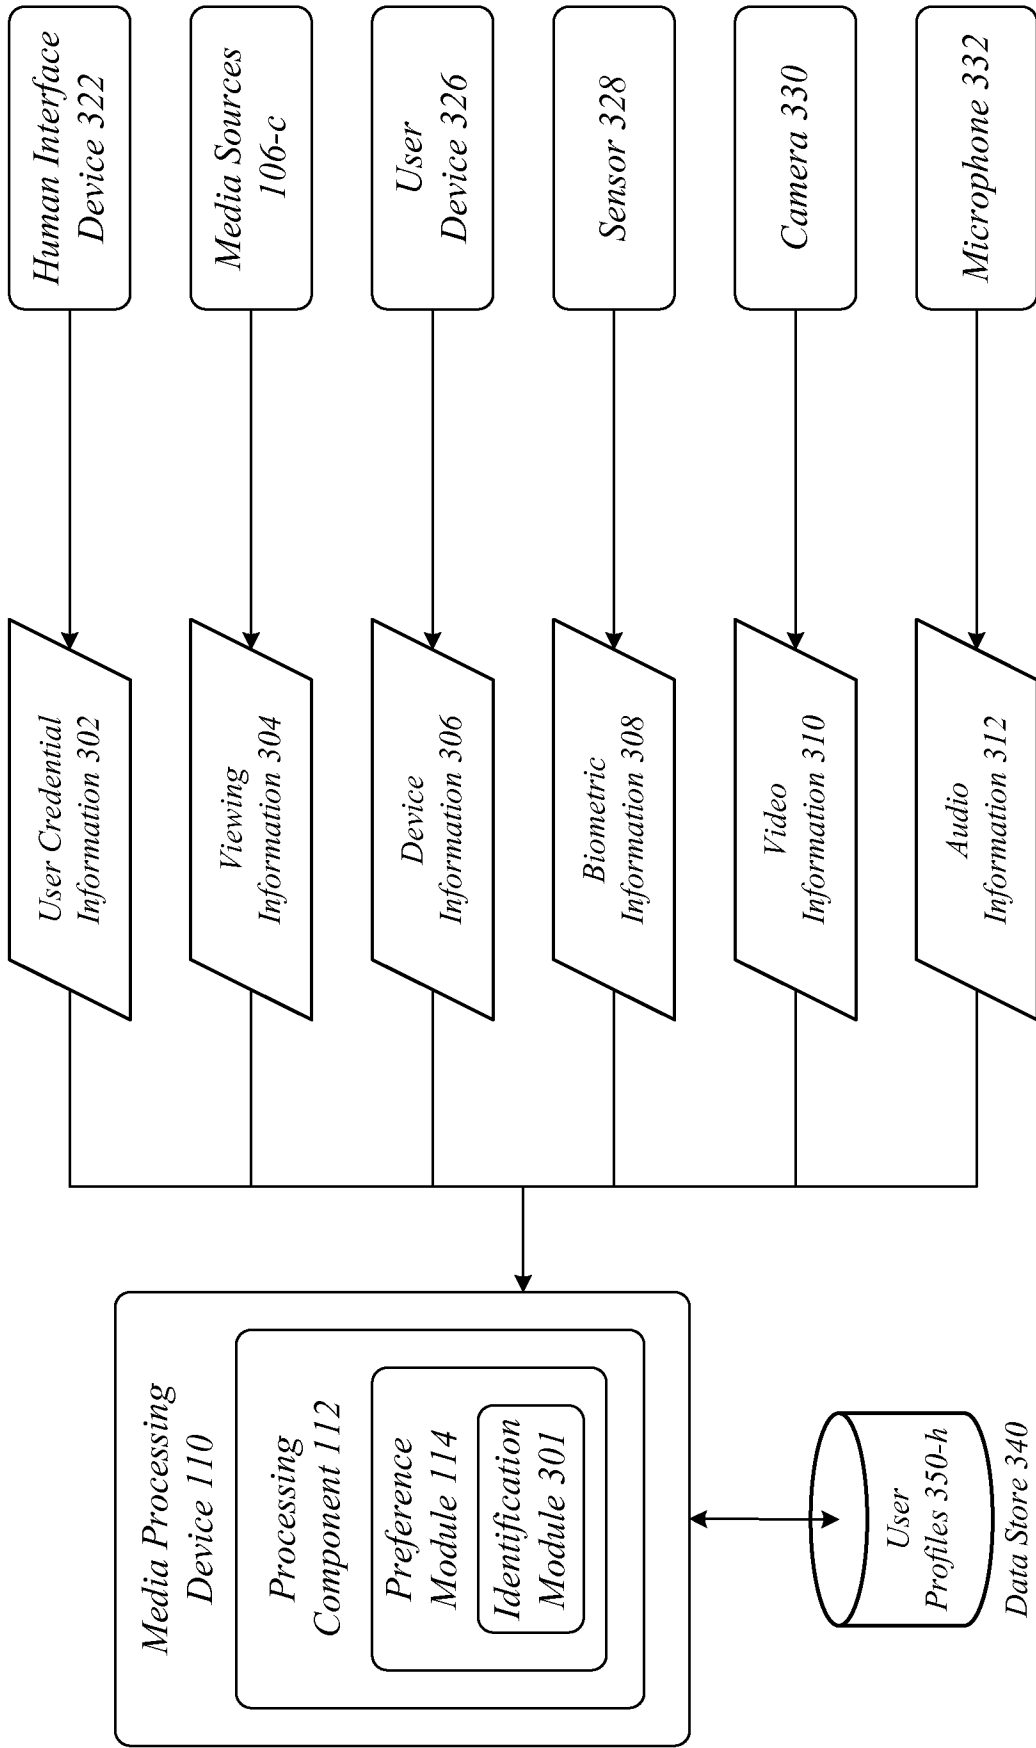 Human Interface
Device 322
Media Sources
106-c
User
Device 326
Sensor 328
Camera 330
Microphone 332
User Credential
Information 302
Viewing
Information 304
Device
Information 306
Biometric
Information 308
Video
Information 310
Audio
Information 312
Media Processing
Device 110
Processing
Component 112
Preference
Module 114
Identification
Module 301
User
Profiles 350-h
Data Store 340